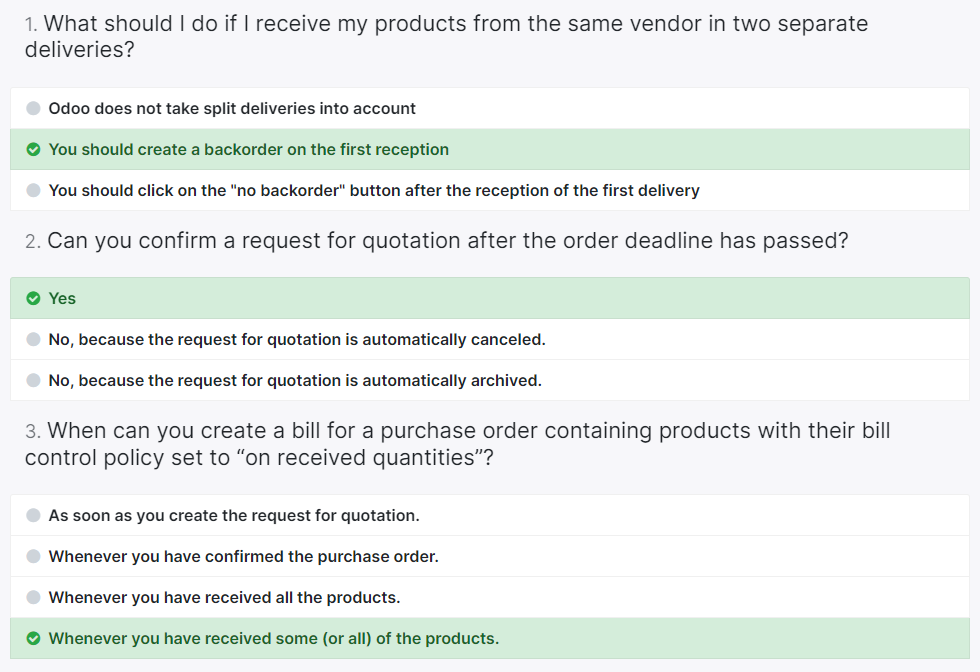 1. What should I do if I receive my products from the same vendor in two separate
deliveries?
Odoo does not take split deliveries into account
You should create a backorder on the first reception
You should click on the "no backorder" button after the reception of the first delivery
2. Can you confirm a request for quotation after the order deadline has passed?
Yes
No, because the request for quotation is automatically canceled.
No, because the request for quotation is automatically archived.
3. When can you create a bill for a purchase order containing products with their bill
control policy set to “on received quantities”?
As soon as you create the request for quotation.
Whenever you have confirmed the purchase order.
Whenever you have received all the products.
Whenever you have received some (or all) of the products.